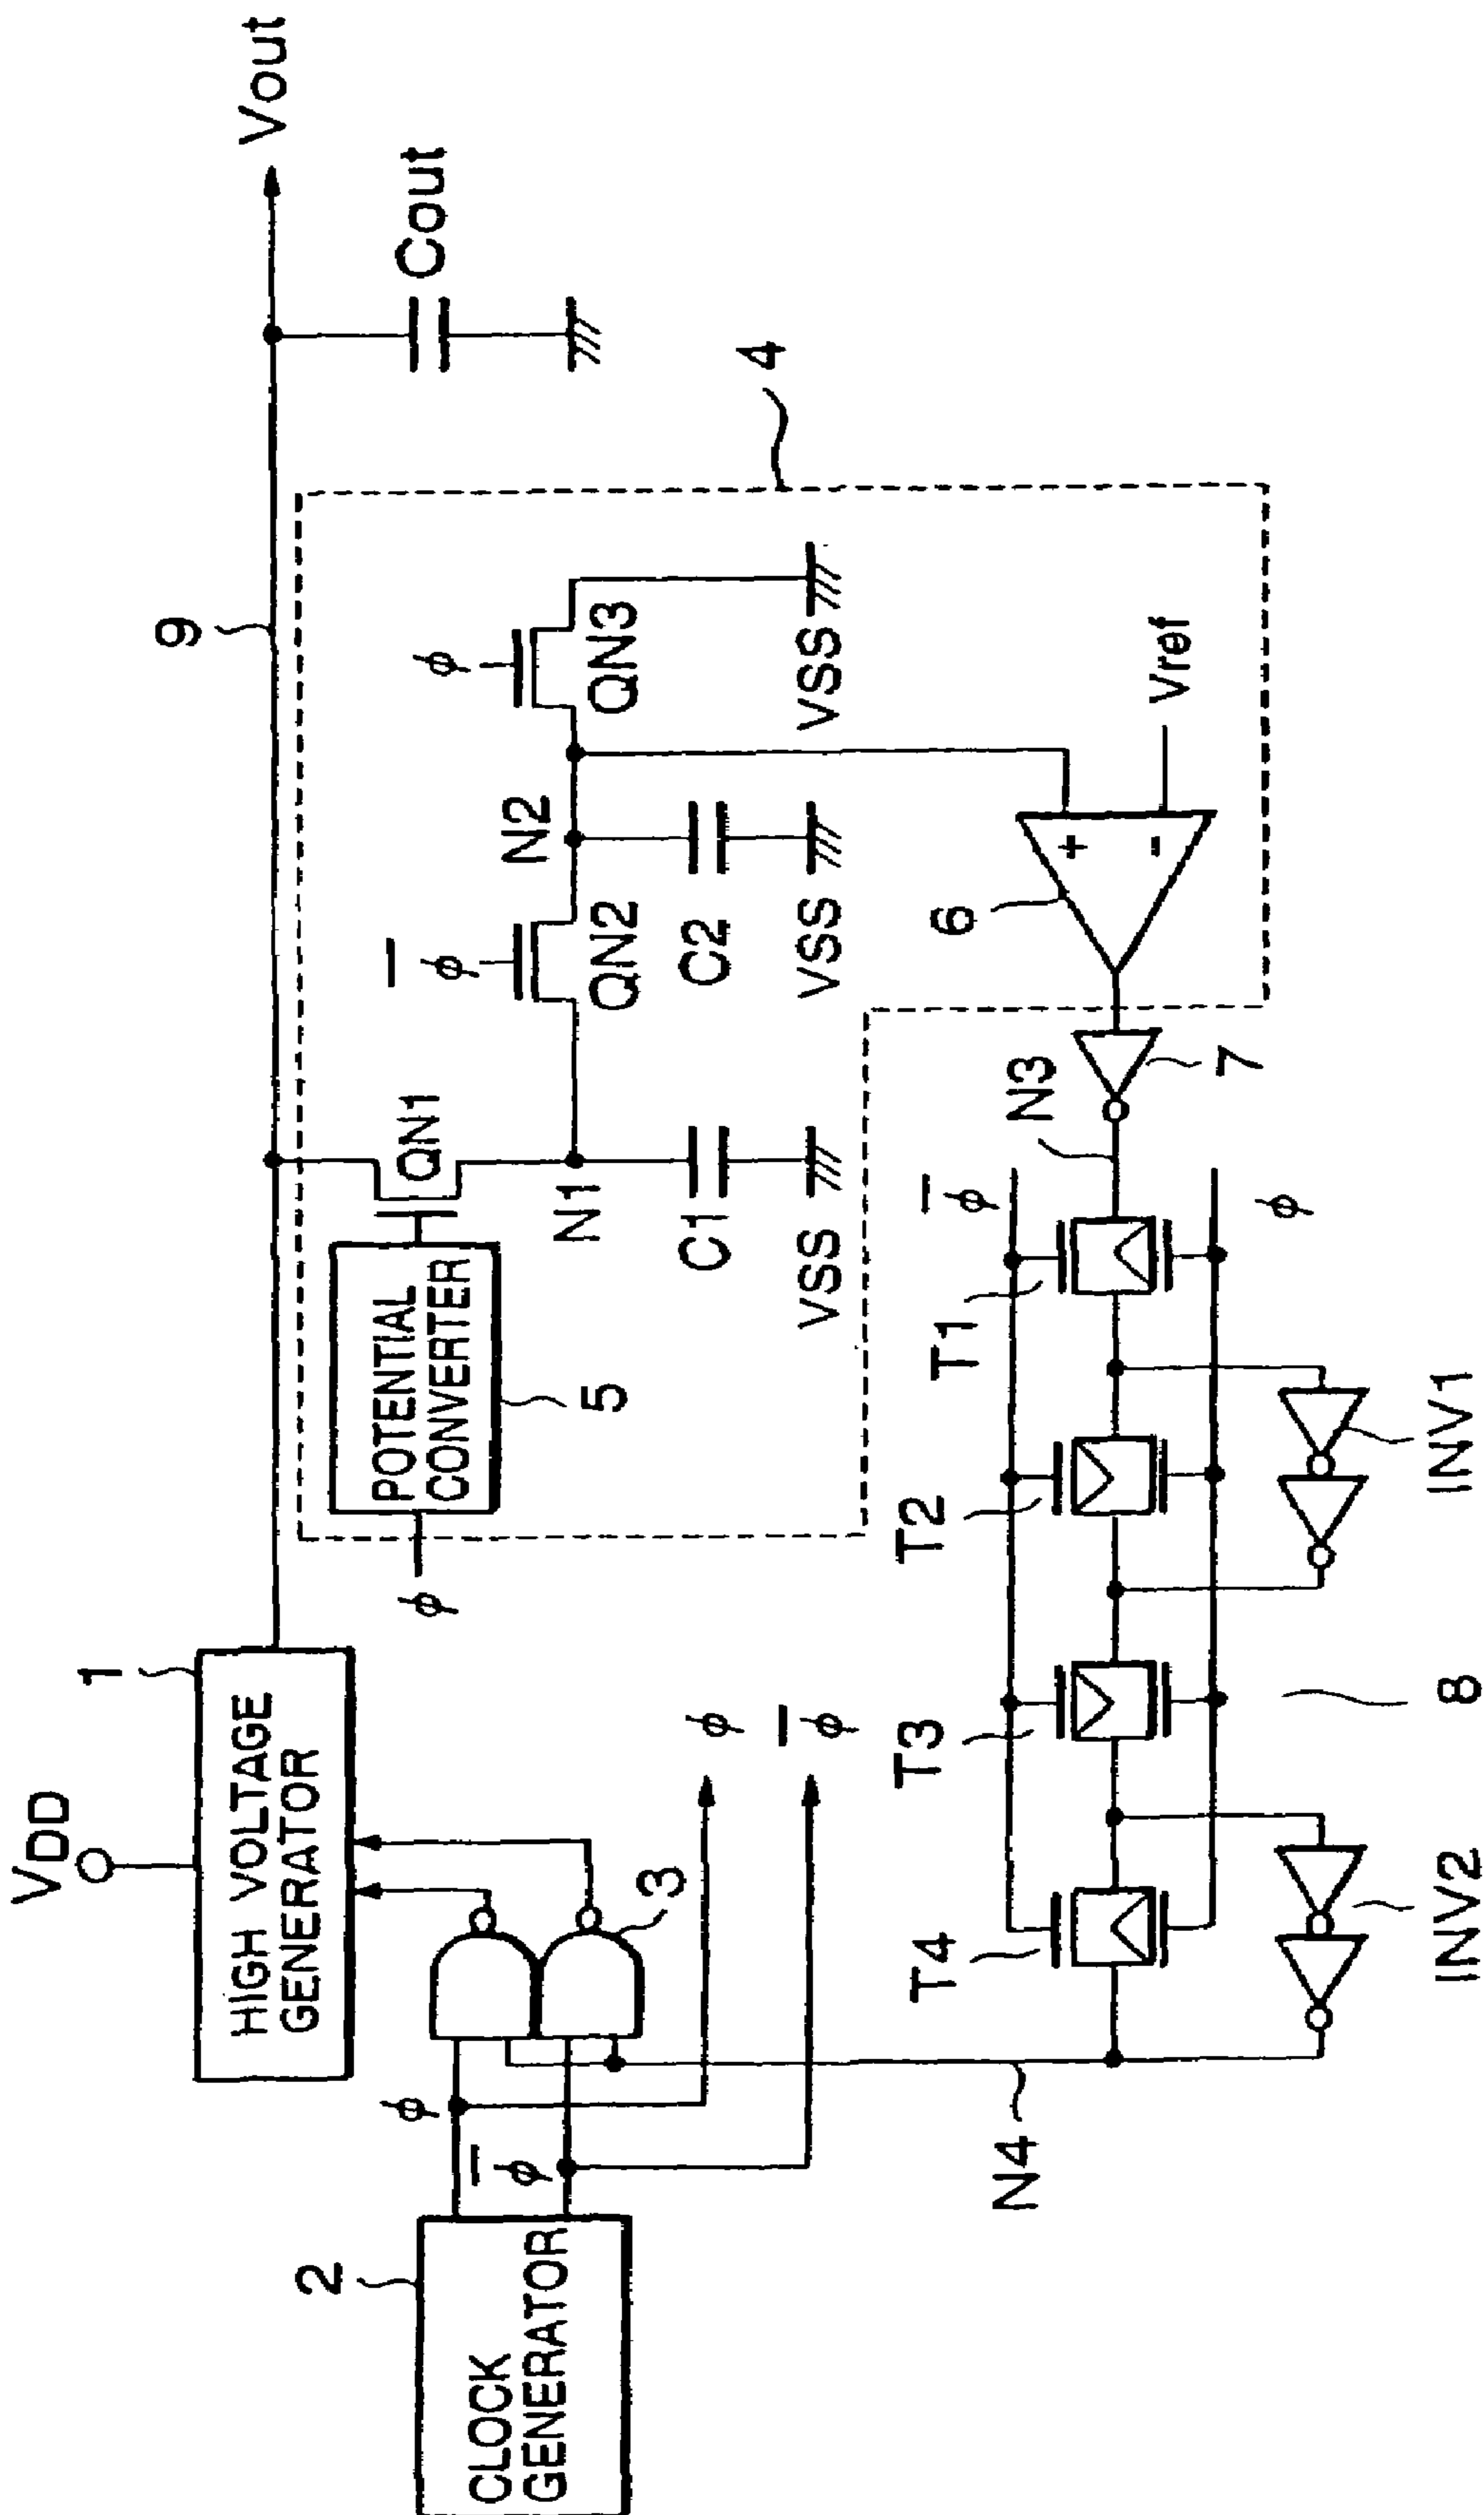 VDD
1
HIGH VOLTAGE
GENERATOR
9
Vout
Cout
2
CLOCK
GENERATOR
φ
φ̅
3
φ
φ̅
φ
POTENTIAL
CONVERTER
5
QN1
N1
C1
VSS
φ̅
QN2
N2
C2
VSS
φ
QN3
VSS
4
6
+
-
Vref
7
N3
φ̅
φ
T1
T2
T3
T4
INV1
INV2
8
N4